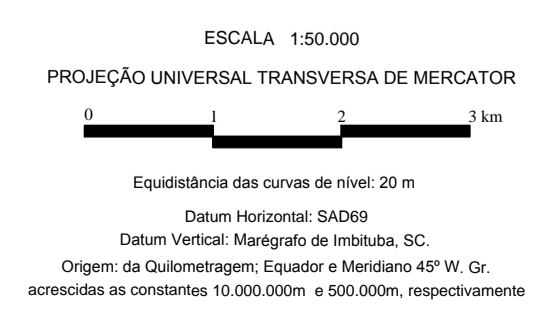 ESCALA 1:50.000
PROJEÇÃO UNIVERSAL TRANSVERSA DE MERCATOR
0 1 2 3 km
Equidistância das curvas de nível: 20 m
Datum Horizontal: SAD69
Datum Vertical: Marégrafo de Imbituba, SC.
Origem: da Quilometragem; Equador e Meridiano 45º W. Gr.
acrescidas as constantes 10.000.000m e 500.000m, respectivamente